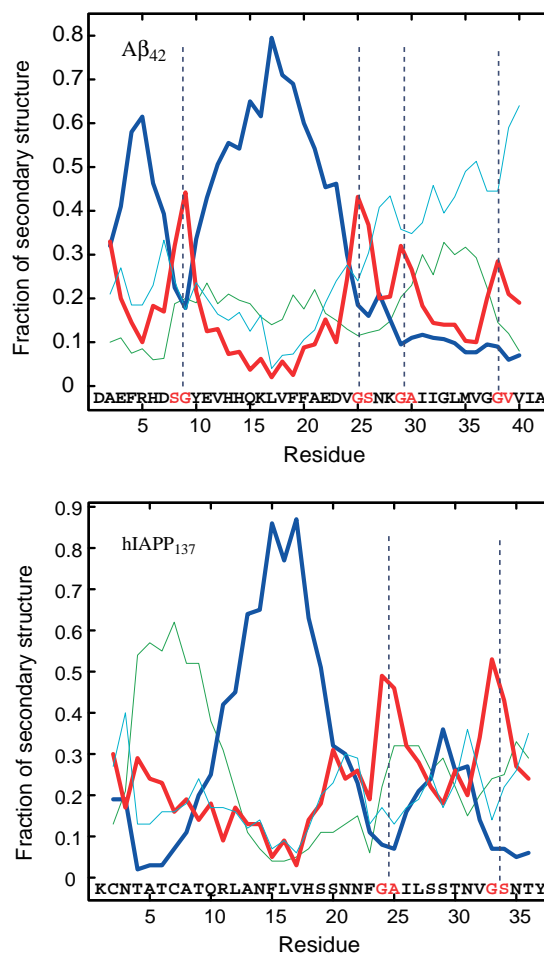 Aβ42
Fraction of secondary structure
0.8
0.7
0.6
0.5
0.4
0.3
0.2
0.1
0
DAEFRHDSGYEVHHQKLVFFAEDVGSNKGAIIGLMVGGVVIA
5 10 15 20 25 30 35 40
Residue
hIAPP137
Fraction of secondary structure
0.9
0.8
0.7
0.6
0.5
0.4
0.3
0.2
0.1
0
KCNTATCATQRLANFLVHSSNNFGAILSSTNVGSNTY
5 10 15 20 25 30 35
Residue